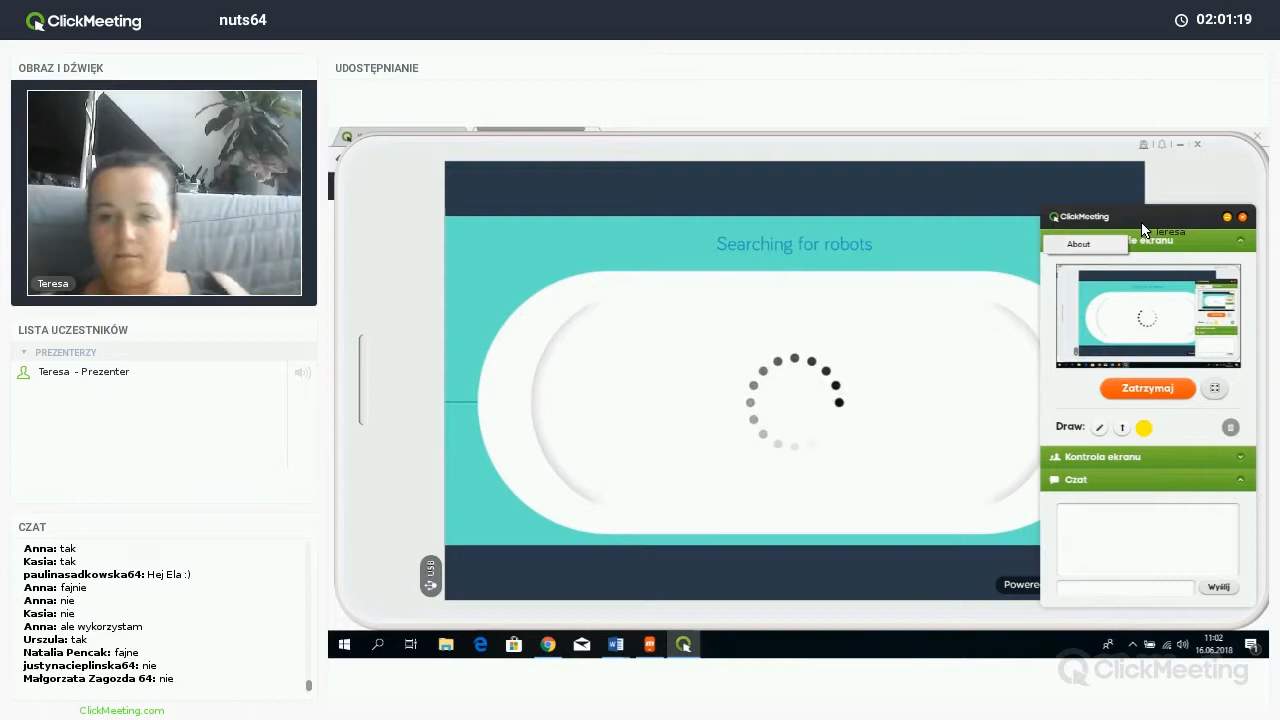 ClickMeeting
nuts64
02:01:19
OBRAZ I DŹWIĘK
Teresa
LISTA UCZESTNIKÓW
PREZENTERZY
Teresa - Prezenter
CZAT
Anna: tak
Kasia: tak
paulinasadkowska64: Hej Ela :)
Anna: fajnie
Anna: nie
Kasia: nie
Anna: ale wykorzystam
Urszula: tak
Natalia Pencak: fajne
justynacieplinska64: nie
Małgorzata Zagozda 64: nie
ClickMeeting.com
UDOSTĘPNIANIE
Searching for robots
USB
Powere
ClickMeeting
Teresa
ekranu
About
Zatrzymaj
Draw:
Kontrola ekranu
Czat
Wyślij
11:02
16.06.2018
ClickMeeting